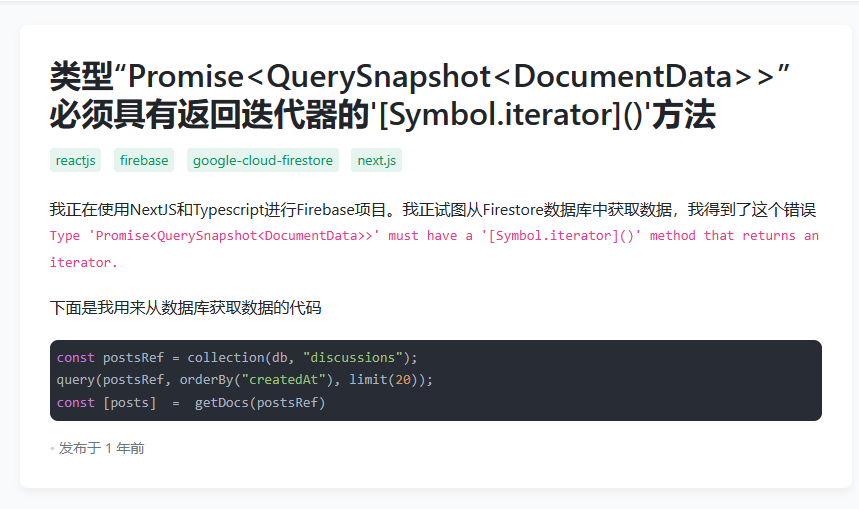 类型“Promise<QuerySnapshot<DocumentData>>”
必须具有返回迭代器的'[Symbol.iterator]()'方法
reactjs firebase google-cloud-firestore next.js
我正在使用NextJS和Typescript进行Firebase项目。我正试图从Firestore数据库中获取数据，我得到了这个错误
Type 'Promise<QuerySnapshot<DocumentData>>' must have a '[Symbol.iterator]()' method that returns an
iterator.
下面是我用来从数据库获取数据的代码
const postsRef = collection(db, "discussions");
query(postsRef, orderBy("createdAt"), limit(20));
const [posts]  =  getDocs(postsRef)
发布于 1 年前